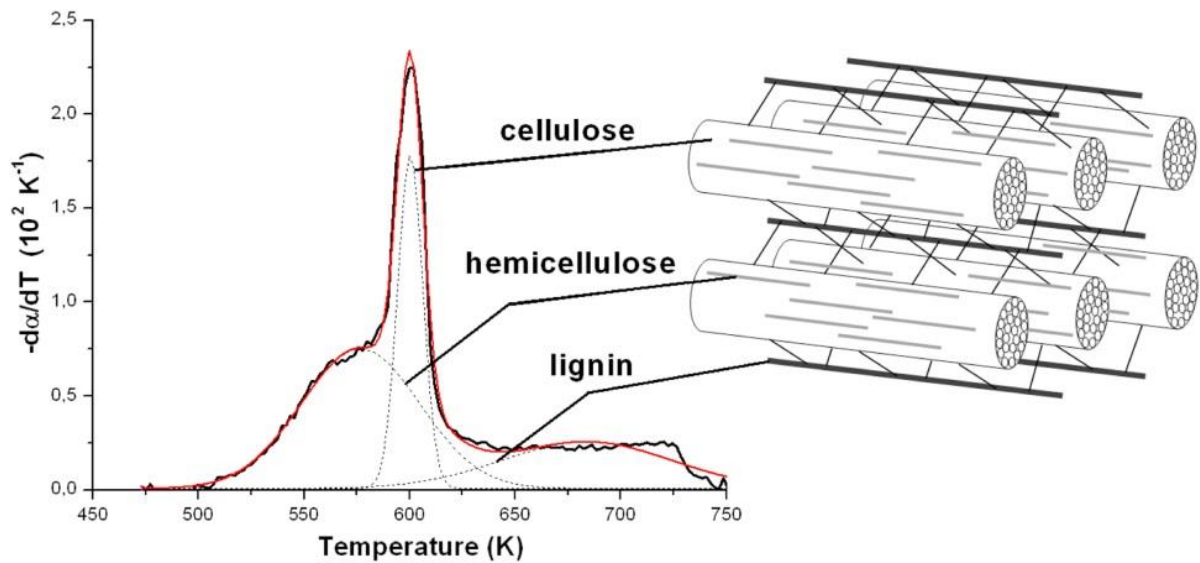 2,5
2.0
1.5
1.0
0.5
0.0
-dα/dT (10² K⁻¹)
450 500 550 600 650 700 750
Temperature (K)
cellulose
hemicellulose
lignin